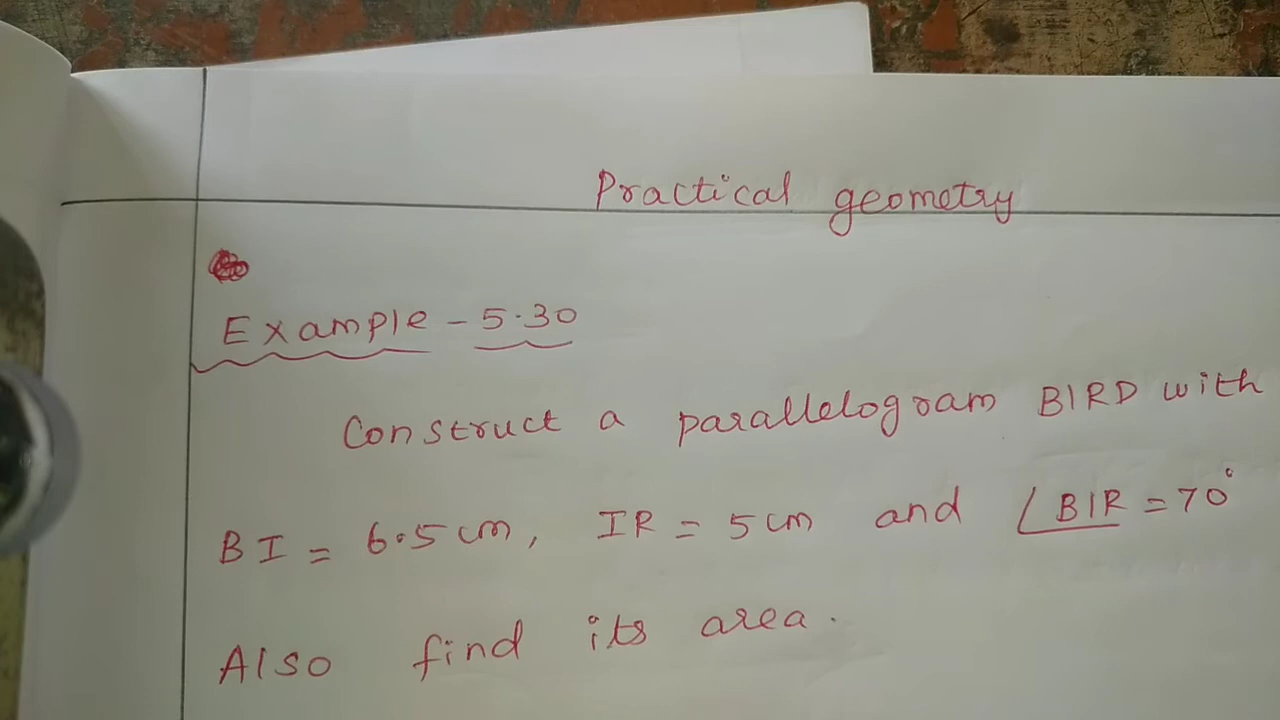 Practical geometry
Example - 5.30
Construct a parallelogram BIRD with
BI = 6.5 cm, IR = 5 cm and ∠BIR = 70°
Also find its area.